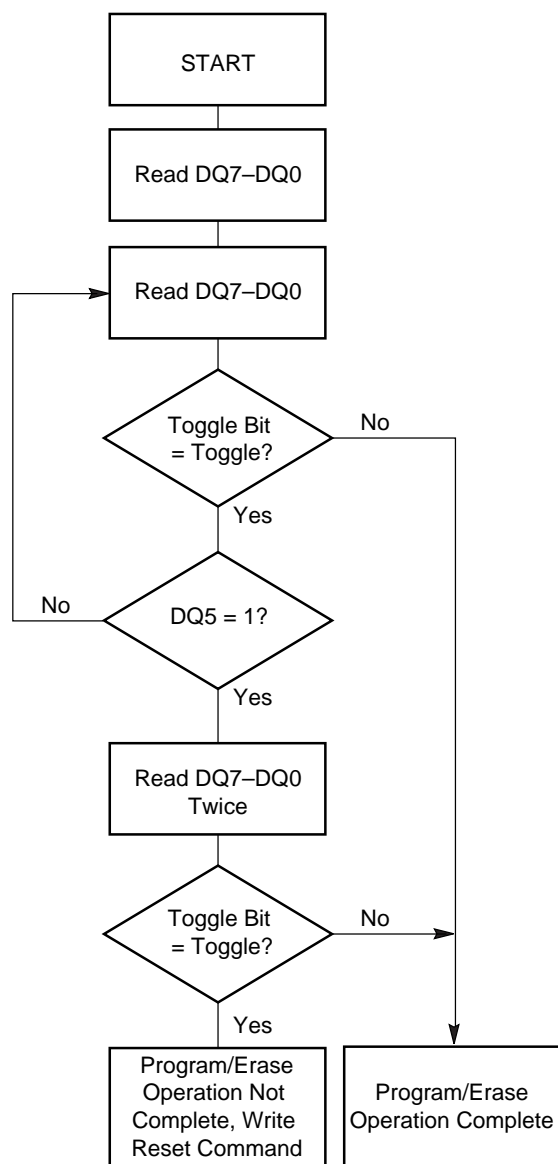 START
Read DQ7–DQ0
Read DQ7–DQ0
Toggle Bit
= Toggle?
No
Yes
No
DQ5 = 1?
Yes
Read DQ7–DQ0
Twice
Toggle Bit
= Toggle?
No
Yes
Program/Erase
Operation Not
Complete, Write
Reset Command
Program/Erase
Operation Complete